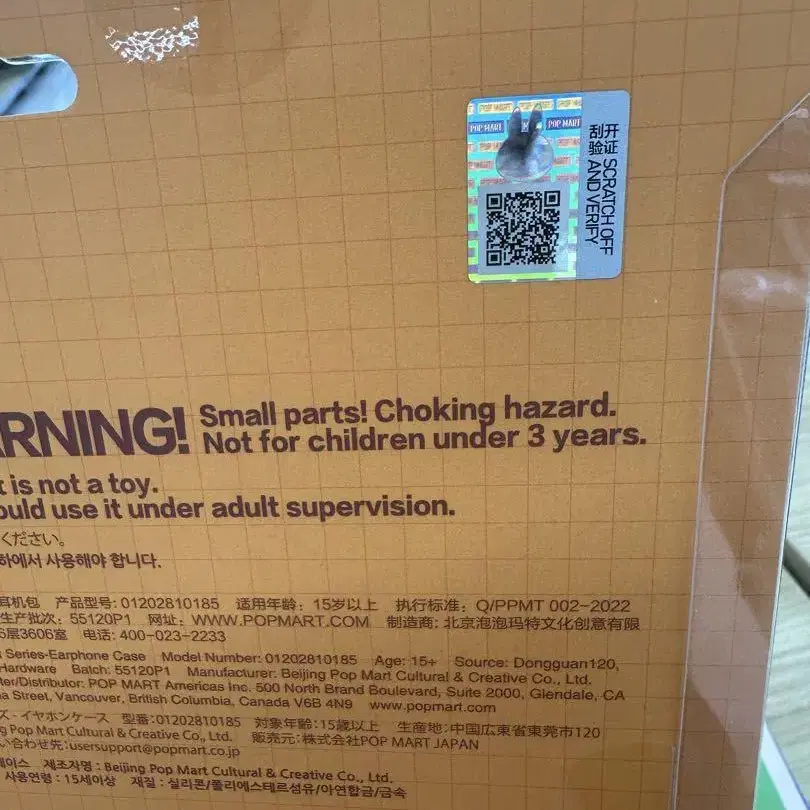 POP MART
POP MART
POP MART
刮开
验证
SCRATCH OFF
AND VERIFY
ARNING! Small parts! Choking hazard.
Not for children under 3 years.
t is not a toy.
ould use it under adult supervision.
ください。
하에서 사용해야 합니다.
耳机包 产品型号: 01202810185 适用年龄: 15岁以上 执行标准: Q/PPMT 002-2022
生产批次: 55120P1 网址: WWW.POPMART.COM 制造商: 北京泡泡玛特文化创意有限
6层3606室 电话: 400-023-2233
s Series-Earphone Case Model Number: 01202810185 Age: 15+ Source: Dongguan120,
Hardware Batch: 55120P1 Manufacturer: Beijing Pop Mart Cultural & Creative Co., Ltd.
ter/Distributor: POP MART Americas Inc. 500 North Brand Boulevard, Suite 2000, Glendale, CA
na Street, Vancouver, British Columbia, Canada V6B 4N9 www.popmart.com
ズ - イヤホンケース 型番:01202810185 対象年齢:15歳以上 生産地:中国広東省東莞市120
ng Pop Mart Cultural & Creative Co., Ltd. 販売元:株式会社POP MART JAPAN
い合わせ先:usersupport@popmart.co.jp
케이스 제조자명 : Beijing Pop Mart Cultural & Creative Co., Ltd.
사용연령 : 15세이상 재질 : 실리콘/폴리에스테르섬유/아연합금/금속